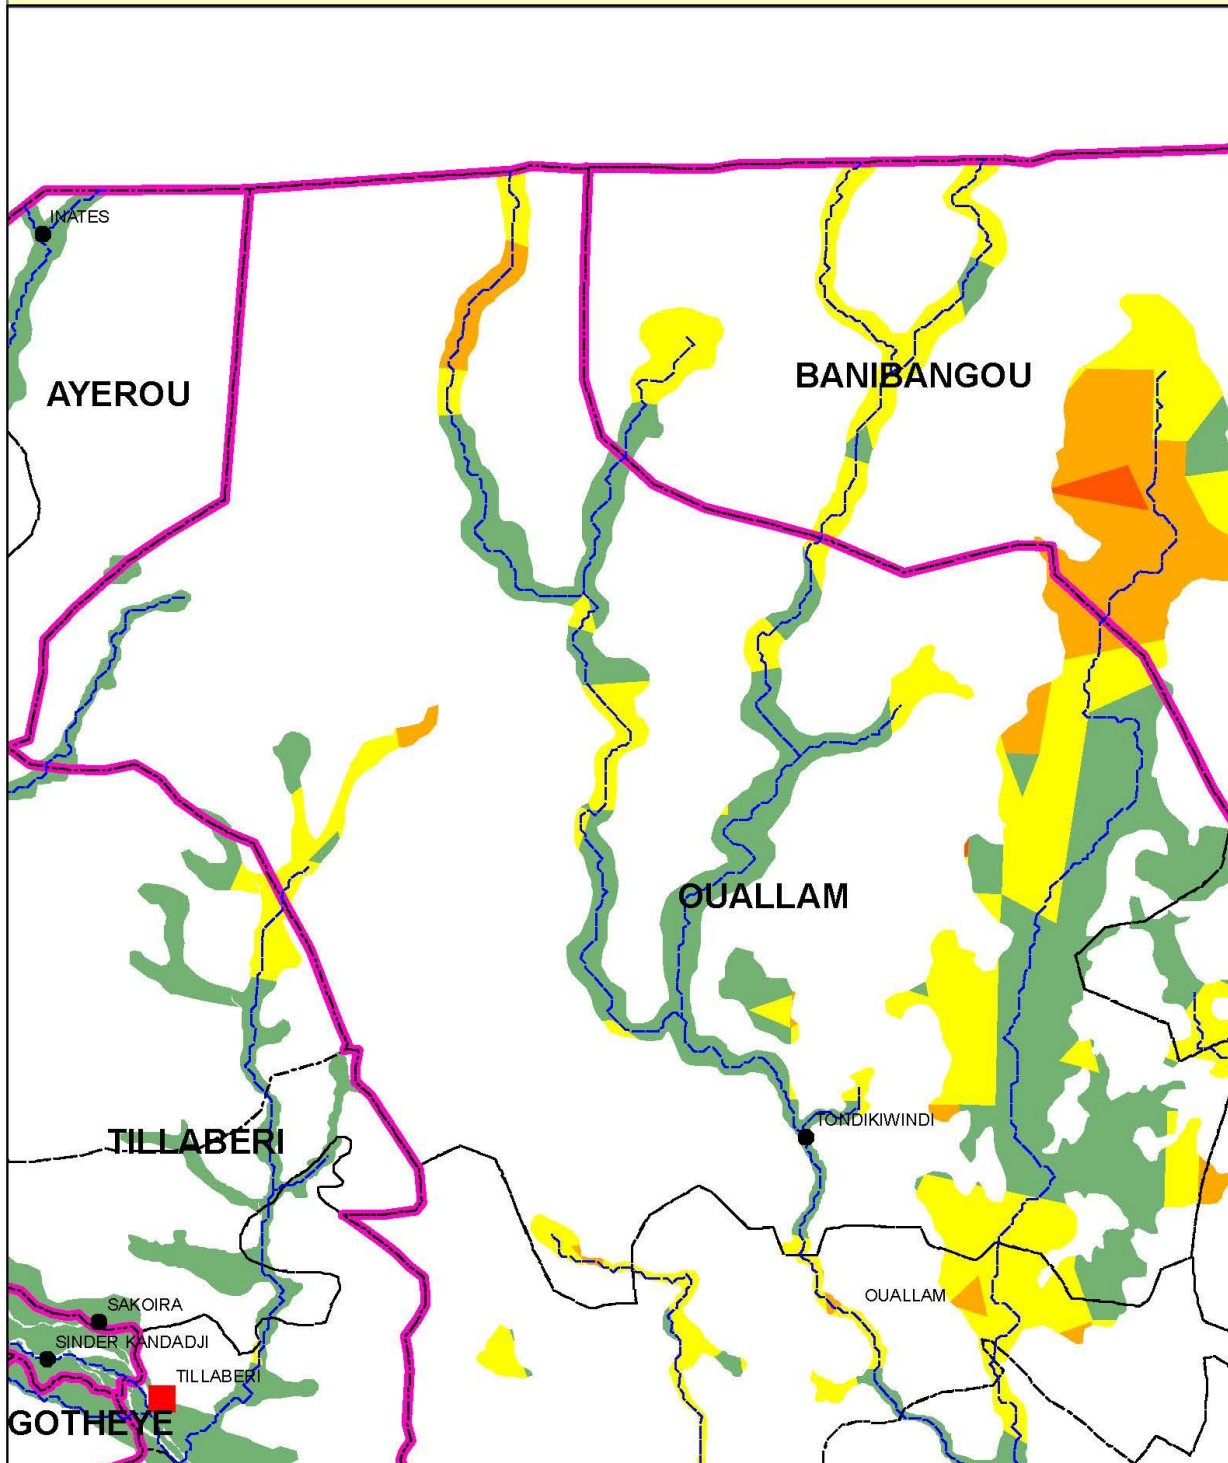 INATES
AYEROU
BANIBANGOU
OUALLAM
TONDIKIWINDI
TILLABERI
OUALLAM
SAKOIRA
SINDER KANDADJI
TILLABERI
GOTHEYE